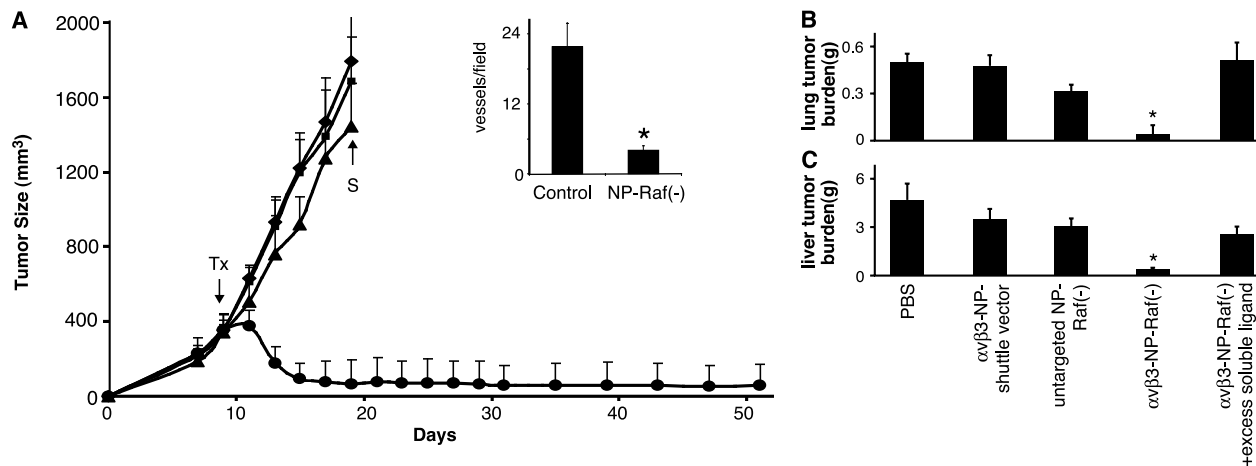 A
Tumor Size (mm³)
2000
1600
1200
800
400
0
Tx
S
0
10
20
30
40
50
Days
vessels/field
24
12
0
*
Control
NP-Raf(-)
B
lung tumor
burden(g)
0.6
0.3
0
*
C
liver tumor
burden(g)
6
3
0
*
PBS
αvβ3-NP-
shuttle vector
untargeted NP-
Raf(-)
αvβ3-NP-Raf(-)
αvβ3-NP-Raf(-)
+excess soluble ligand